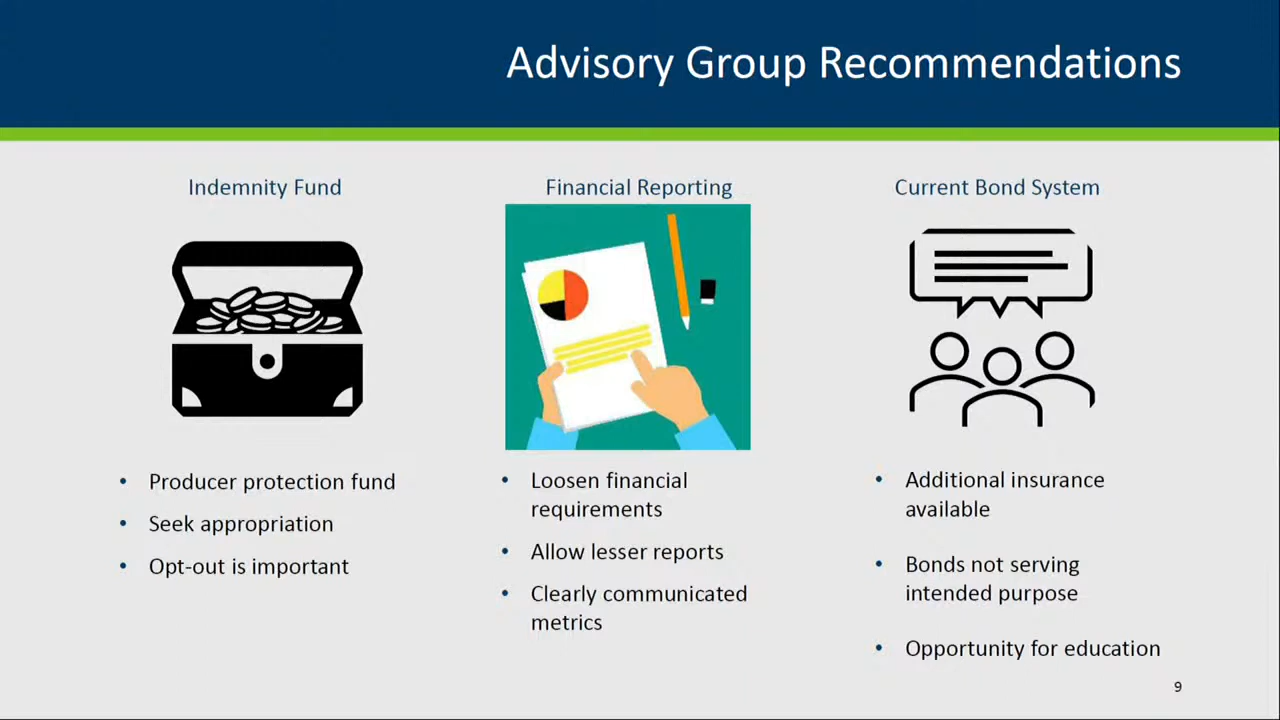 Advisory Group Recommendations
Indemnity Fund
• Producer protection fund
• Seek appropriation
• Opt-out is important
Financial Reporting
• Loosen financial
requirements
• Allow lesser reports
• Clearly communicated
metrics
Current Bond System
• Additional insurance
available
• Bonds not serving
intended purpose
• Opportunity for education
9